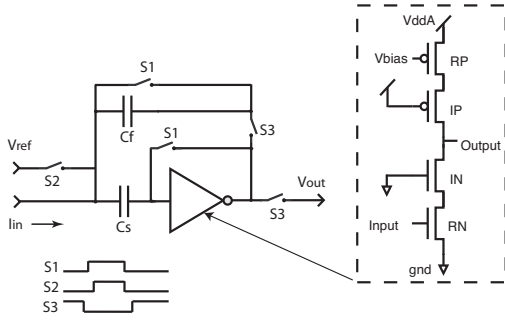 S1
Cf
S1
S3
Vref
S2
Cs
Iin
Vout
S3
S1
S2
S3
VddA
Vbias
RP
IP
Output
IN
Input
RN
gnd